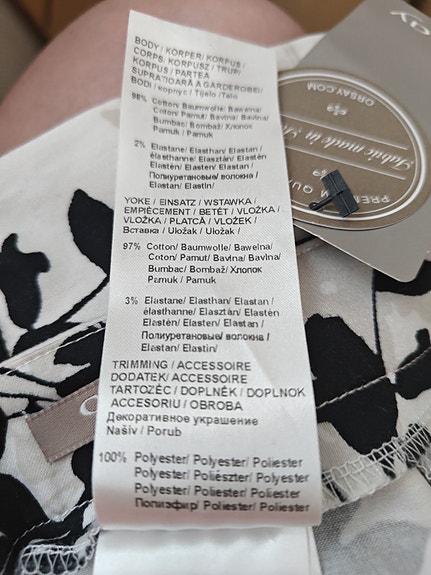 BODY / KÖRPER/ KORPUS/
CORPS/ KORPUSZ / TRUP/
KORPUS / PARTEA
SUPRATIOARĂ A GARDEROBEI/
BODI / Корпус / Tijelo /Telo
98% Cotton/ Baumwolle/ Bawełna/
Coton/ Pamut/ Bavlna/ Bavlna/
Bumbac/ Bombaž/ Хлопок
Pamuk / Pamuk
2% Elastane/ Elasthan/ Elastan /
élasthanne/ Elasztán/ Elastén
Elastén/ Elasten/ Elastan /
Полиуретановые/ волокна /
Elastan/ Elastin/
YOKE / EINSATZ / WSTAWKA /
EMPIÈCEMENT / BETÉT / VLOŽKA /
VLOŽKA / PLATCĂ / VLOŽEK /
Вставка / Uložak / Uložak /
97% Cotton/ Baumwolle/ Bawełna/
Coton/ Pamut/ Bavlna/ Bavlna/
Bumbac/ Bombaž/ Хлопок
Pamuk / Pamuk
3% Elastane/ Elasthan/ Elastan /
élasthanne/ Elasztán/ Elastén
Elastén/ Elasten/ Elastan /
Полиуретановые/ волокна /
Elastan/ Elastin/
TRIMMING / ACCESSOIRE
DODATEK/ ACCESSOIRE
TARTOZÉC / DOPLNĚK / DOPLNOK
ACCESORIU / OBROBA
Декоративное украшение
Našiv / Porub
100% Polyester/ Polyester/ Poliester
Polyester/ Poliészter/ Polyester
Polyester/ Poliester/ Poliester
Полиэфир/ Poliester/ Poliester
ORSAY.COM
Fabric made in
PREMIUM